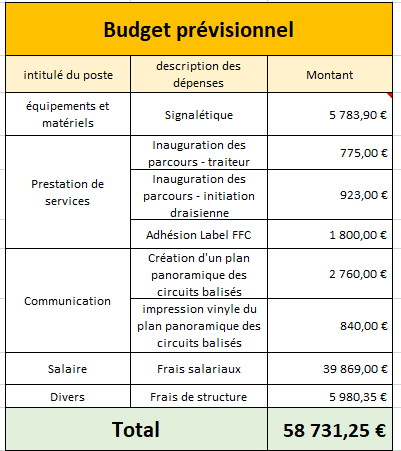 Budget prévisionnel
intitulé du poste
description des
dépenses
Montant
équipements et
matériels
Signalétique
5 783,90 €
Prestation de
services
Inauguration des
parcours - traiteur
775,00 €
Inauguration des
parcours - initiation
draisienne
923,00 €
Adhésion Label FFC
1 800,00 €
Communication
Création d'un plan
panoramique des
circuits balisés
2 760,00 €
impression vinyle du
plan panoramique des
circuits balisés
840,00 €
Salaire
Frais salariaux
39 869,00 €
Divers
Frais de structure
5 980,35 €
Total
58 731,25 €